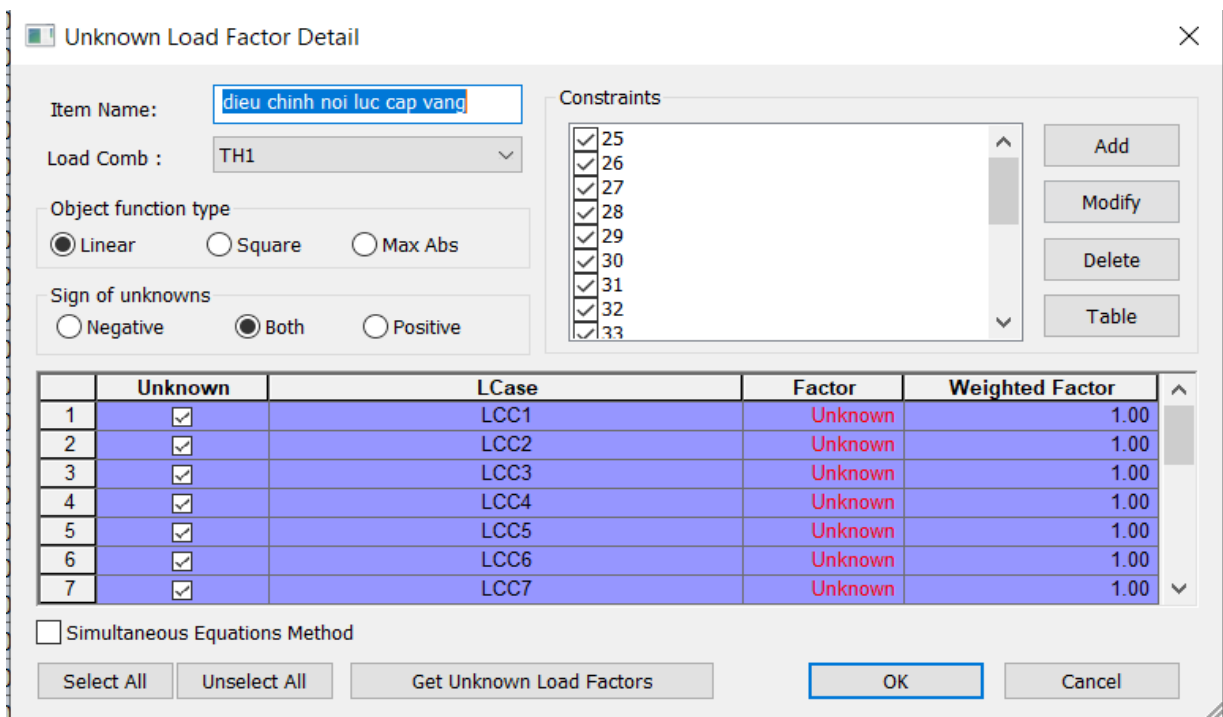 Unknown Load Factor Detail
Item Name: dieu chinh noi luc cap vang
Load Comb : TH1
Object function type
Linear Square Max Abs
Sign of unknowns
Negative Both Positive
Constraints
25
26
27
28
29
30
31
32
33
Add
Modify
Delete
Table
Unknown LCase Factor Weighted Factor
1 LCC1 Unknown 1.00
2 LCC2 Unknown 1.00
3 LCC3 Unknown 1.00
4 LCC4 Unknown 1.00
5 LCC5 Unknown 1.00
6 LCC6 Unknown 1.00
7 LCC7 Unknown 1.00
Simultaneous Equations Method
Select All Unselect All Get Unknown Load Factors OK Cancel